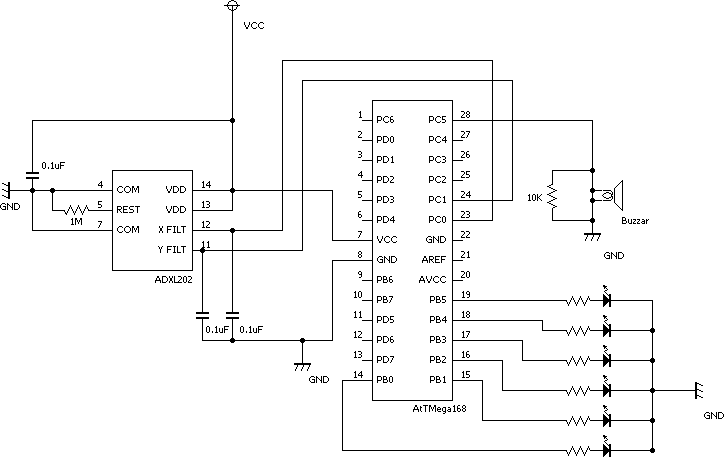 VCC
1 PC6 PC5 28
2 PD0 PC4 27
3 PD1 PC3 26
4 PD2 PC2 25
5 PD3 PC1 24
6 PD4 PC0 23
7 VCC GND 22
8 GND AREF 21
9 PB6 AVCC 20
10 PB7 PB5 19
11 PD5 PB4 18
12 PD6 PB3 17
13 PD7 PB2 16
14 PB0 PB1 15
AtTMega168
0.1uF
4 COM VDD 14
5 REST VDD 13
7 COM X FILT 12
Y FILT 11
GND
1M
ADXL202
0.1uF 0.1uF
GND
10K
Buzzar
GND
GND